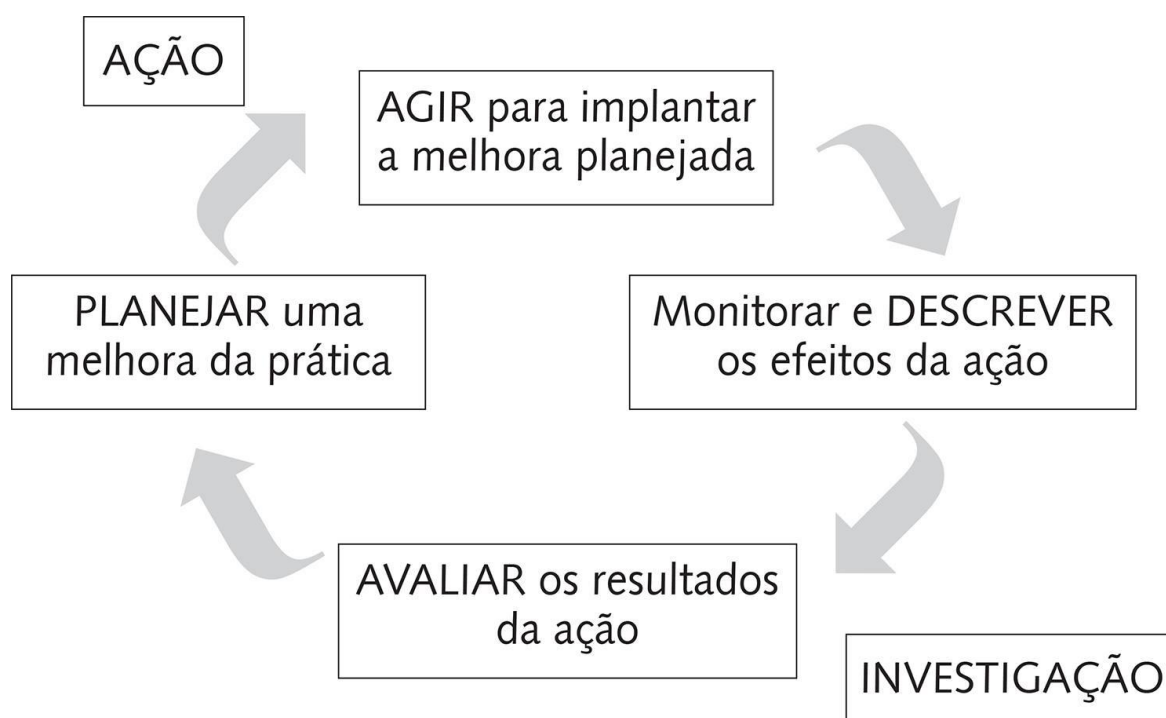 AÇÃO
AGIR para implantar
a melhora planejada
PLANEJAR uma
melhora da prática
Monitorar e DESCREVER
os efeitos da ação
AVALIAR os resultados
da ação
INVESTIGAÇÃO